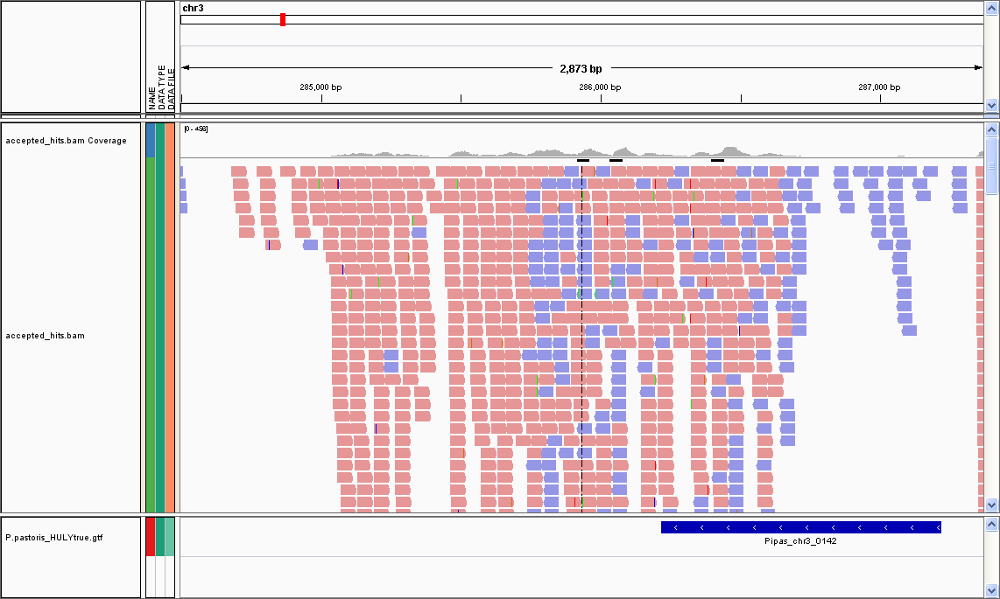 chr3
2,873 bp
285,000 bp
286,000 bp
287,000 bp
NAME
DATA TYPE
DATA FILE
accepted_hits.bam Coverage
[0 - 456]
accepted_hits.bam
P.pastoris_HULYtrue.gtf
Pipas_chr3_0142